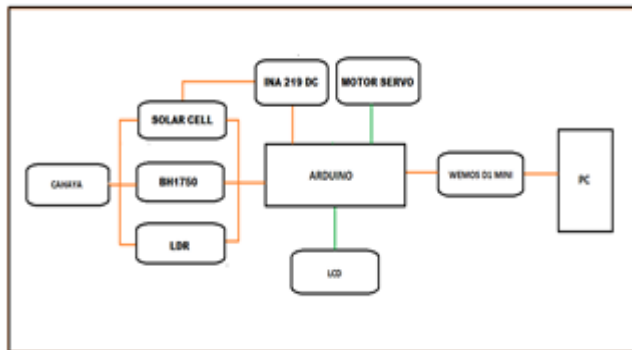 INA 219 DC
MOTOR SERVO
SOLAR CELL
CAHAYA
BH1750
LDR
ARDUINO
WEMOS D1 MINI
PC
LCD